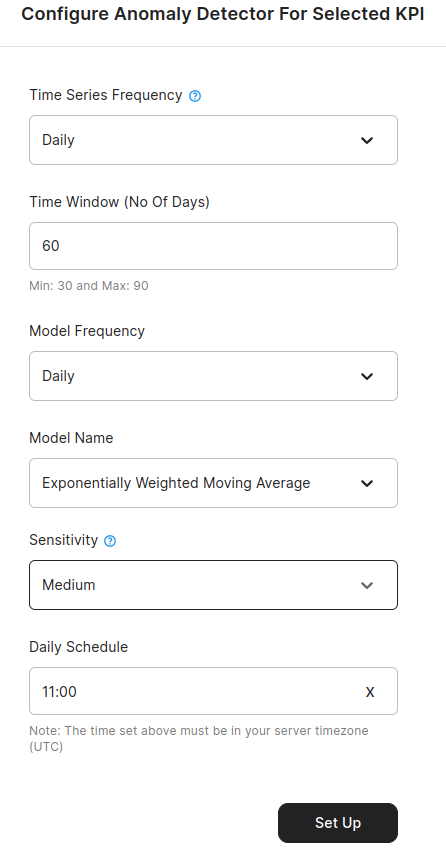 Configure Anomaly Detector For Selected KPI
Time Series Frequency
Daily
Time Window (No Of Days)
60
Min: 30 and Max: 90
Model Frequency
Daily
Model Name
Exponentially Weighted Moving Average
Sensitivity
Medium
Daily Schedule
11:00 X
Note: The time set above must be in your server timezone
(UTC)
Set Up